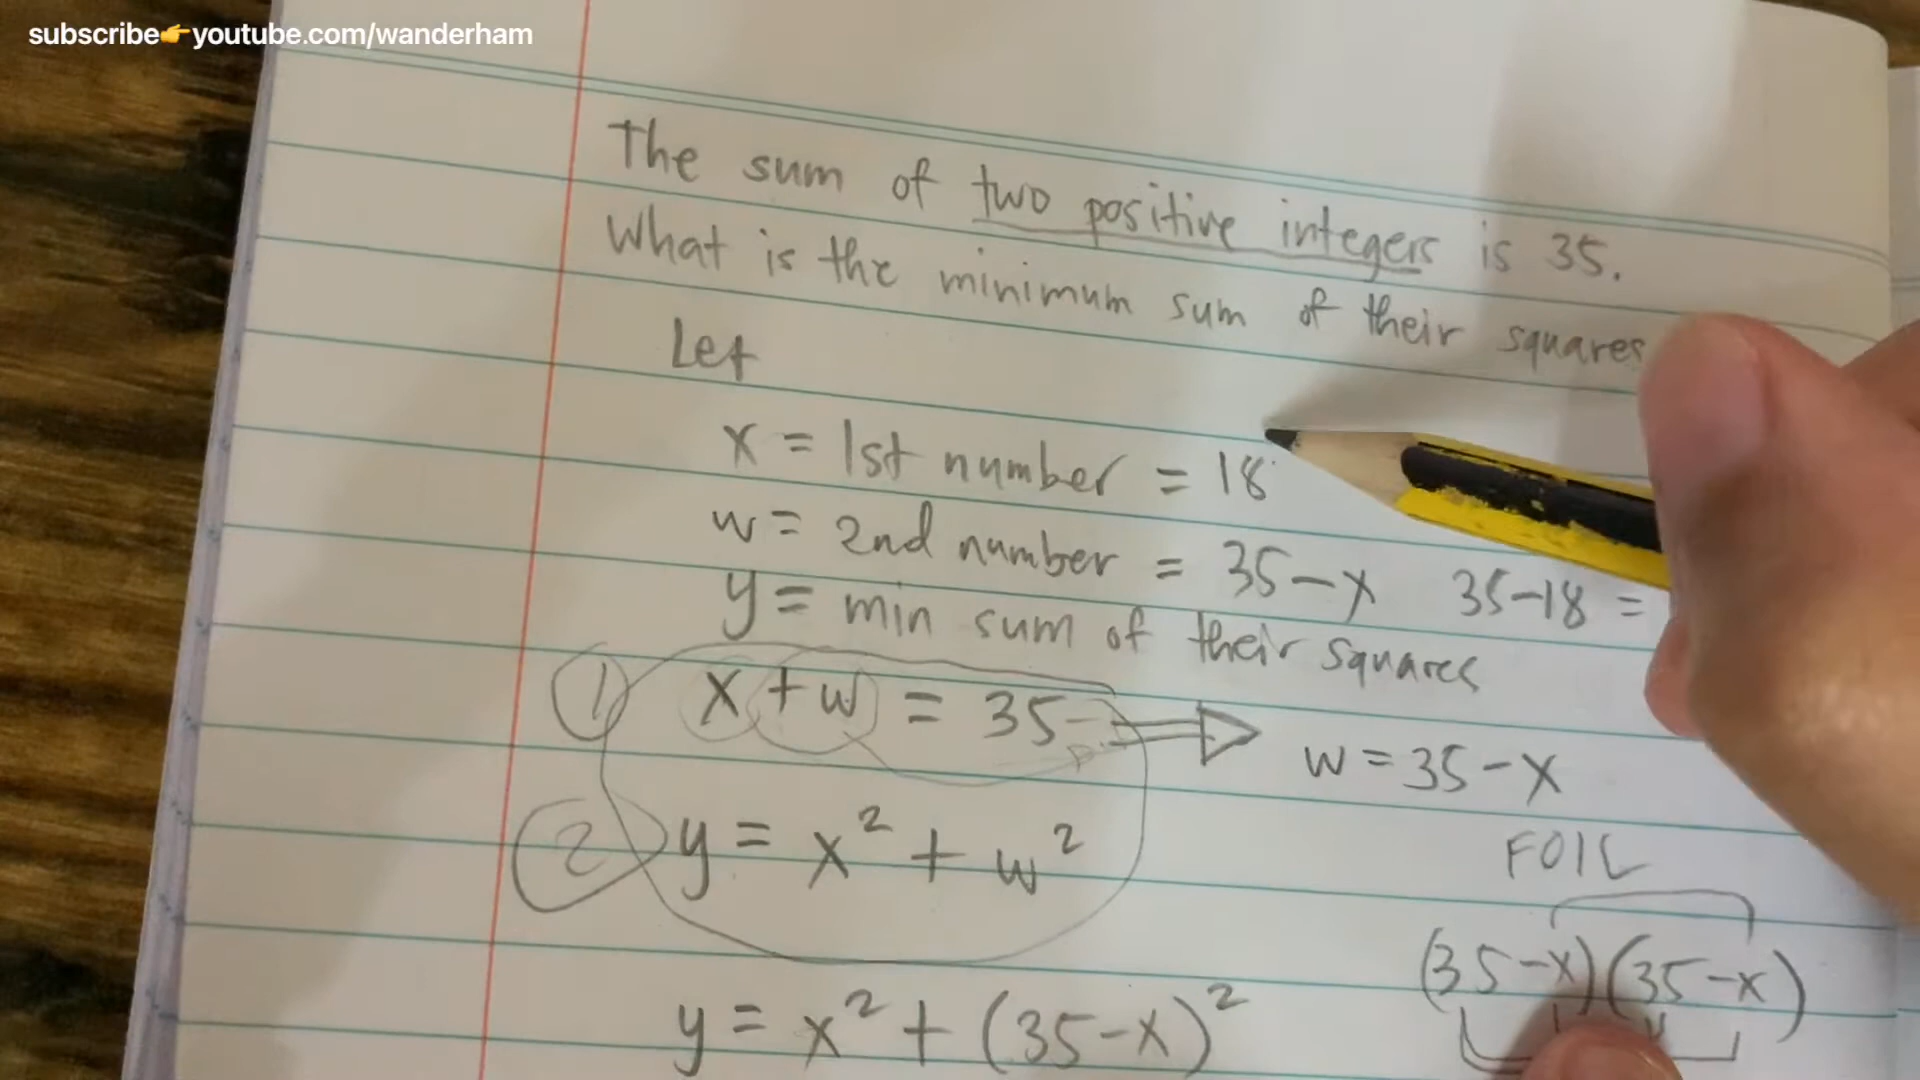 subscribe👉youtube.com/wanderham
The sum of two positive integers is 35.
What is the minimum sum of their squares
Let
x = 1st number = 18
w = 2nd number = 35-x 35-18 =
y = min sum of their squares
1 x + w = 35 ⇒ w = 35-x
2 y = x² + w²
FOIL
(35-x)(35-x)
y = x² + (35-x)²